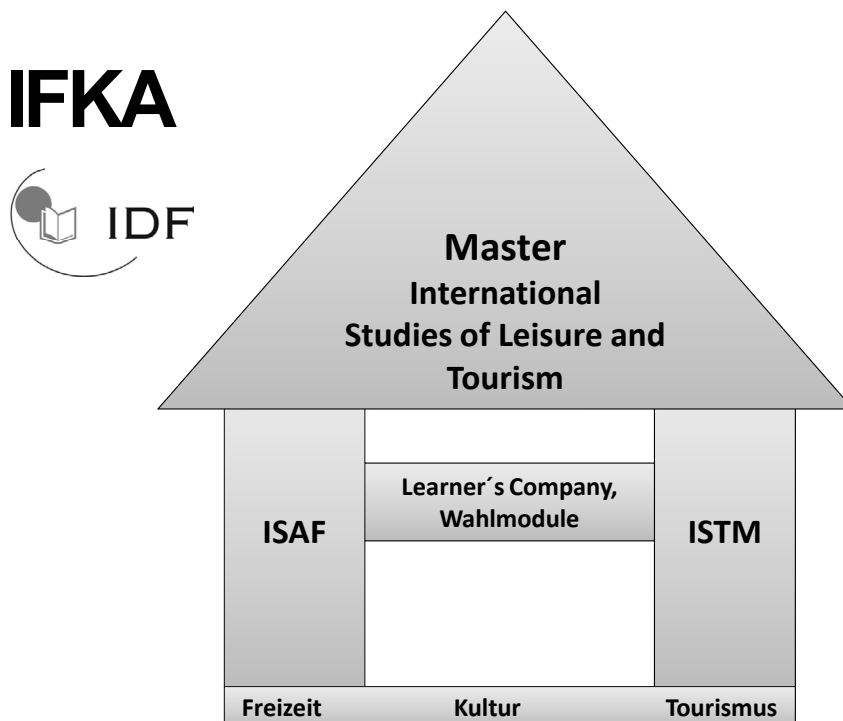 IFKA
IDF
Master
International
Studies of Leisure and
Tourism
Learner´s Company,
Wahlmodule
ISAF
ISTM
Freizeit Kultur Tourismus